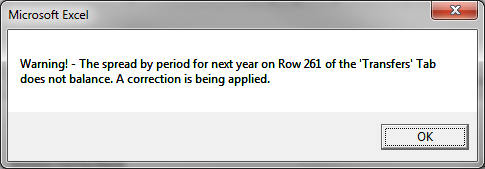 Microsoft Excel
Warning! - The spread by period for next year on Row 261 of the 'Transfers' Tab
does not balance. A correction is being applied.
OK